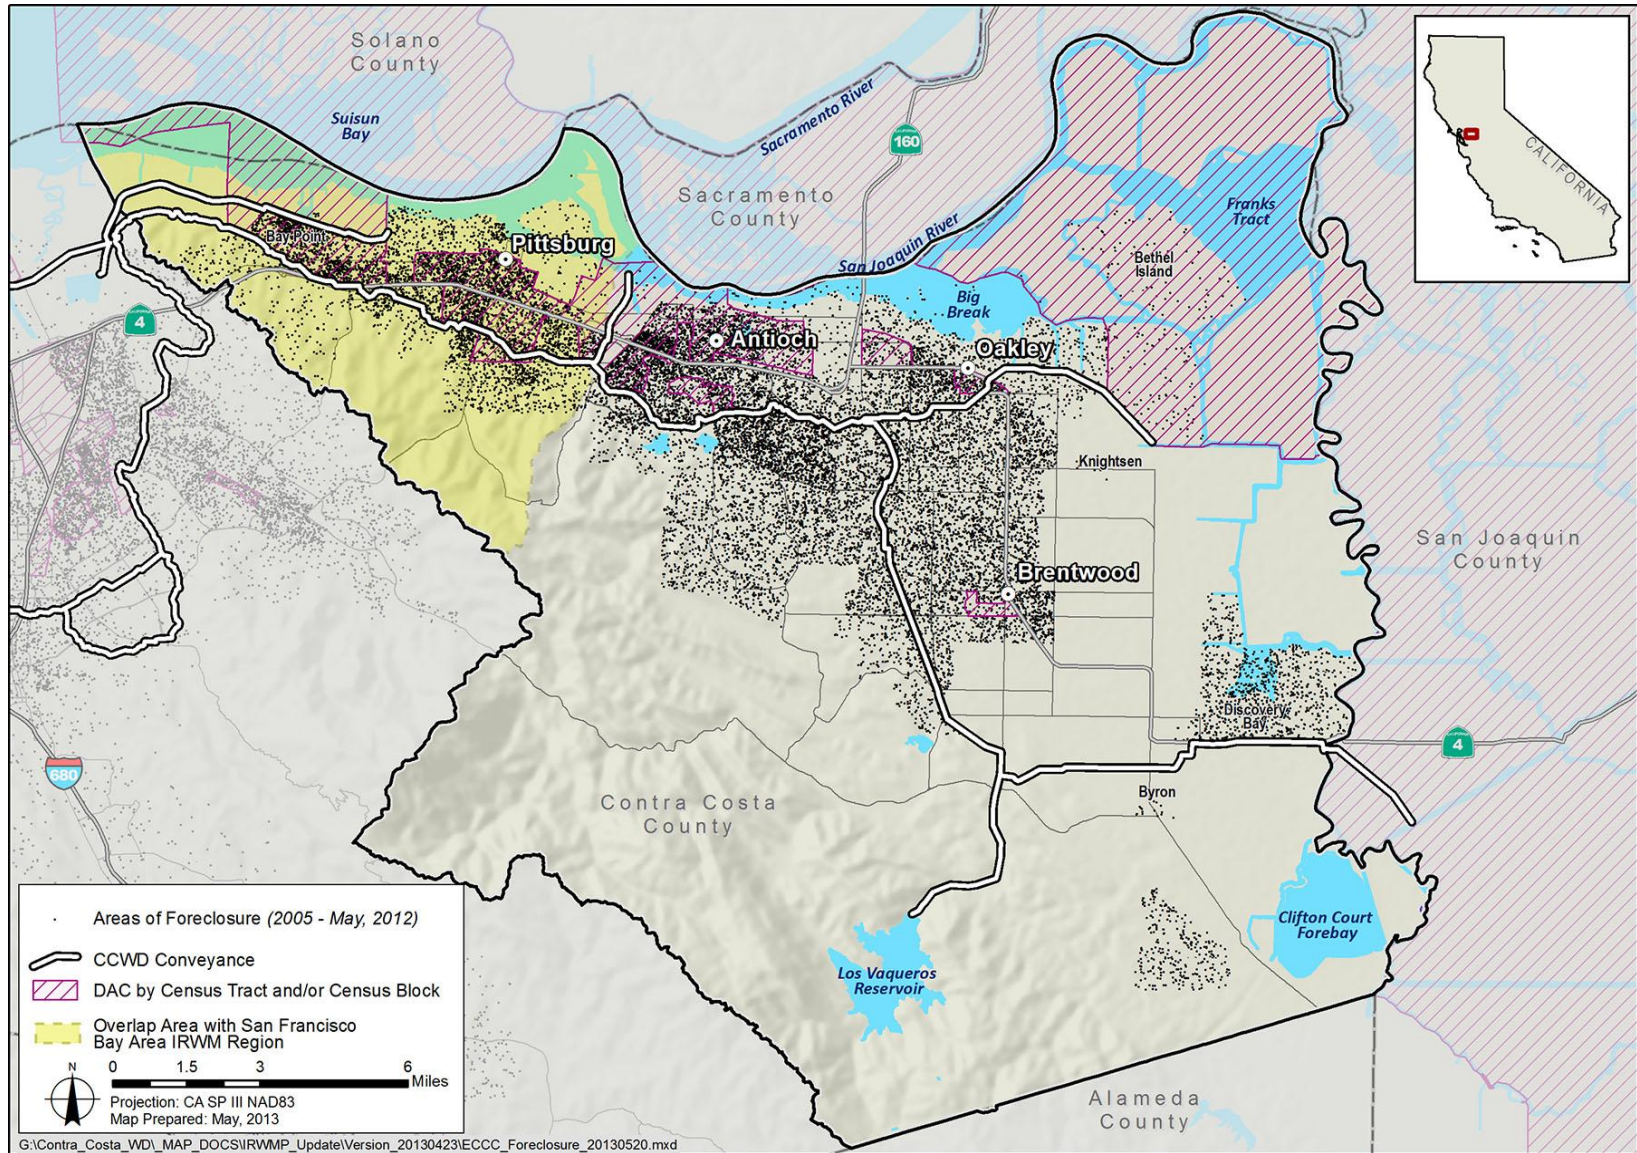 Solano
County
Suisun
Bay
Sacramento River
160
Sacramento
County
San Joaquin River
Franks
Tract
CALIFORNIA
Bay Point
Pittsburg
Bethel
Island
Big
Break
4
Antioch
Oakley
Knightsen
San Joaquin
County
Brentwood
Discovery
Bay
4
680
Contra Costa
County
Byron
Clifton Court
Forebay
Los Vaqueros
Reservoir
Alameda
County
Areas of Foreclosure (2005 - May, 2012)
CCWD Conveyance
DAC by Census Tract and/or Census Block
Overlap Area with San Francisco
Bay Area IRWM Region
N
0 1.5 3 6
Miles
Projection: CA SP III NAD83
Map Prepared: May, 2013
G:\Contra_Costa_WD\_MAP_DOCS\IRWMP_Update\Version_20130423\ECCC_Foreclosure_20130520.mxd